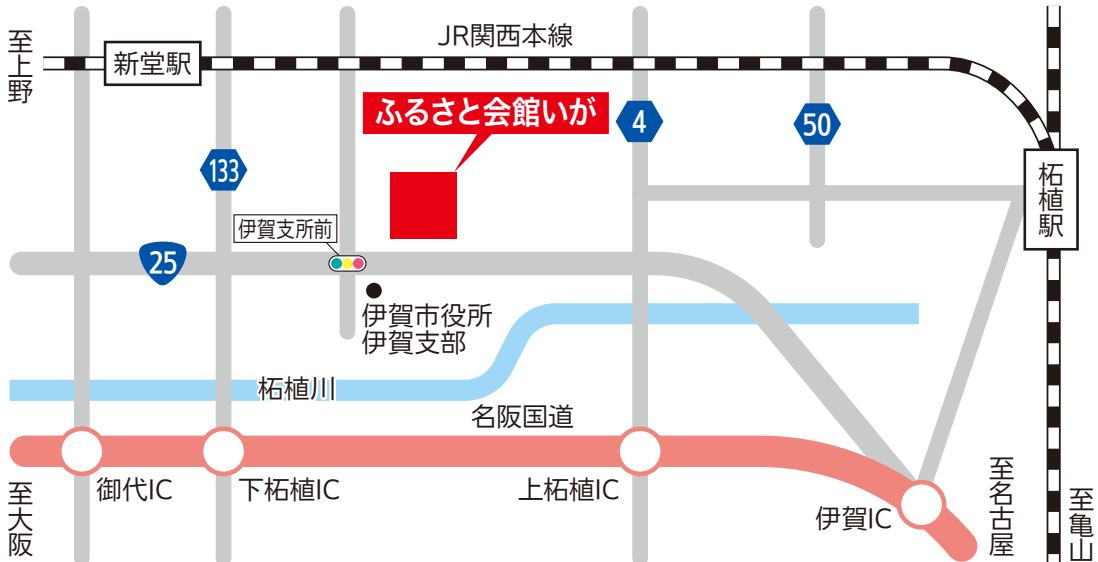 JR関西本線
至上野
新堂駅
ふるさと会館いが
4
50
133
柘植駅
伊賀支所前
25
伊賀市役所
伊賀支部
柘植川
名阪国道
御代IC
下柘植IC
上柘植IC
伊賀IC
至大阪
至名古屋
至亀山